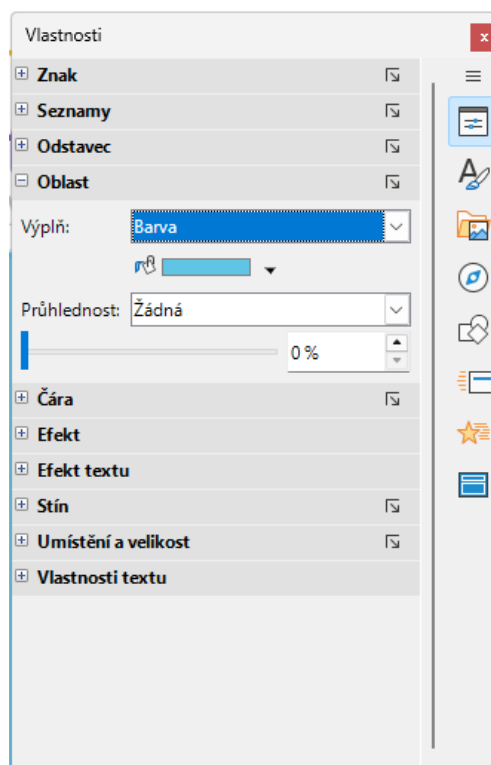 Vlastnosti
Znak
Seznamy
Odstavec
Oblast
Výplň: Barva
Průhlednost: Žádná
0 %
Čára
Efekt
Efekt textu
Stín
Umístění a velikost
Vlastnosti textu